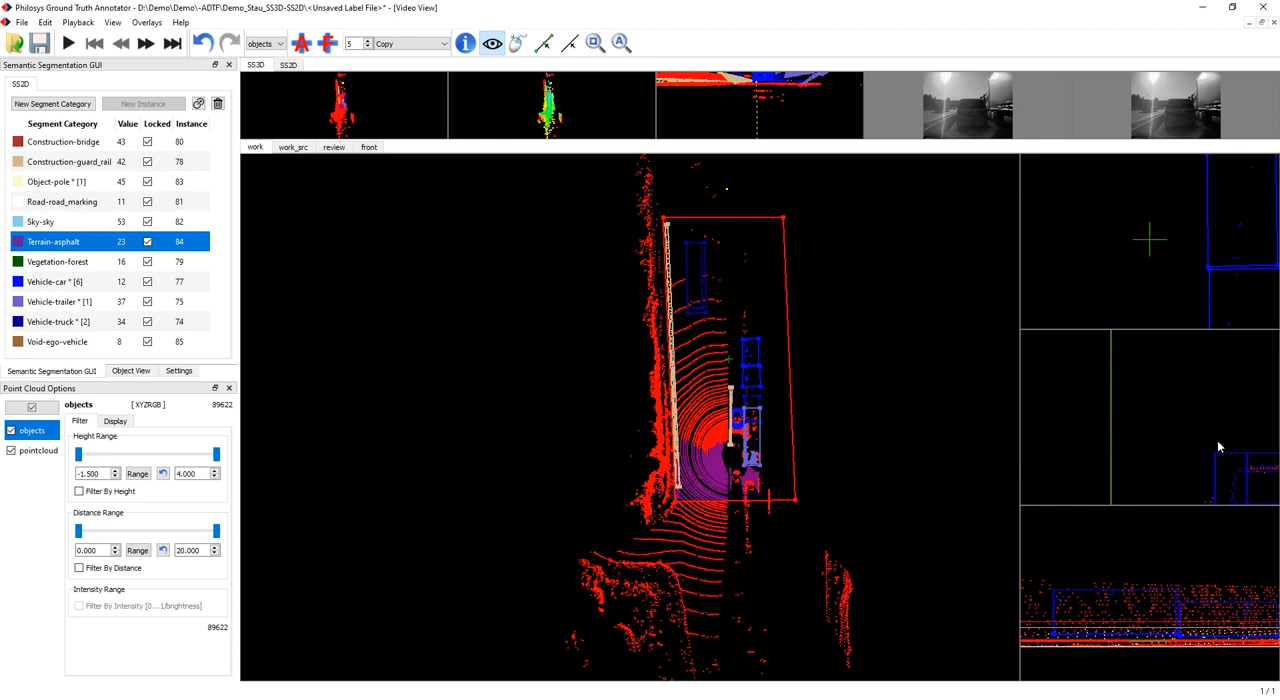 Philosys Ground Truth Annotator - D:\Demo\Demo\-ADTF\Demo_Stau_SS3D-SS2D\<Unsaved Label File>* - [Video View]
File Edit Playback View Overlays Help
objects 5 Copy
Semantic Segmentation GUI
SS3D SS2D
SS2D
New Segment Category New Instance
Segment Category Value Locked Instance
Construction-bridge 43 80
Construction-guard_rail 42 78
Object-pole * [1] 45 83
Road-road_marking 11 81
Sky-sky 53 82
Terrain-asphalt 23 84
Vegetation-forest 16 79
Vehicle-car * [6] 12 77
Vehicle-trailer * [1] 37 75
Vehicle-truck * [2] 34 74
Void-ego-vehicle 8 85
work work_src review front
Semantic Segmentation GUI Object View Settings
Point Cloud Options
objects [XYZRGB] 89622
objects
pointcloud
Filter Display
Height Range
-1.500 Range 4.000
Filter By Height
Distance Range
0.000 Range 20.000
Filter By Distance
Intensity Range
Filter By Intensity [0...1/brightness]
89622
1 / 1